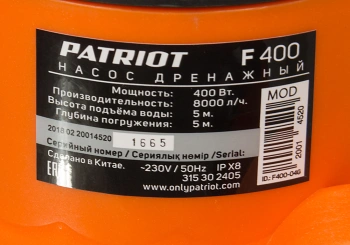 PATRIOT F 400
НАСОС ДРЕНАЖНЫЙ
Мощность: 400 Вт.
Производительность: 8000 л/ч.
Высота подъёма воды: 5 м.
Глубина погружения: 5 м.
2018 02 20014520 1665
Серийный номер / Сериялық нөмір /Serial:
Сделано в Китае. ~230V / 50Hz IPX8
EAC 315 30 2405
www.onlypatriot.com
MOD
2001 4520
ID.: F400-04G